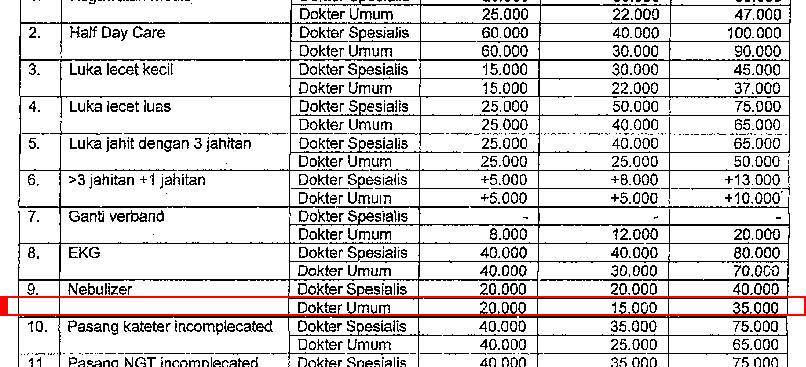 Dokter Umum 25.000 22.000 47.000
2. Half Day Care Dokter Spesialis 60.000 40.000 100.000
Dokter Umum 60.000 30.000 90.000
3. Luka lecet kecil Dokter Spesialis 15.000 30.000 45.000
Dokter Umum 15.000 22.000 37.000
4. Luka lecet luas Dokter Spesialis 25.000 50.000 75.000
Dokter Umum 25.000 40.000 65.000
5. Luka jahit dengan 3 jahitan Dokter Spesialis 25.000 40.000 65.000
Dokter Umum 25.000 25.000 50.000
6. >3 jahitan +1 jahitan Dokter Spesialis +5.000 +8.000 +13.000
Dokter Umum +5.000 +5.000 +10.000
7. Ganti verband Dokter Spesialis - - -
Dokter Umum 8.000 12.000 20.000
8. EKG Dokter Spesialis 40.000 40.000 80.000
Dokter Umum 40.000 30.000 70.000
9. Nebulizer Dokter Spesialis 20.000 20.000 40.000
Dokter Umum 20.000 15.000 35.000
10. Pasang kateter incomplecated Dokter Spesialis 40.000 35.000 75.000
Dokter Umum 40.000 25.000 65.000
11 Pasang NGT incomplecated Dokter Spesialis 40.000 35.000 75.000